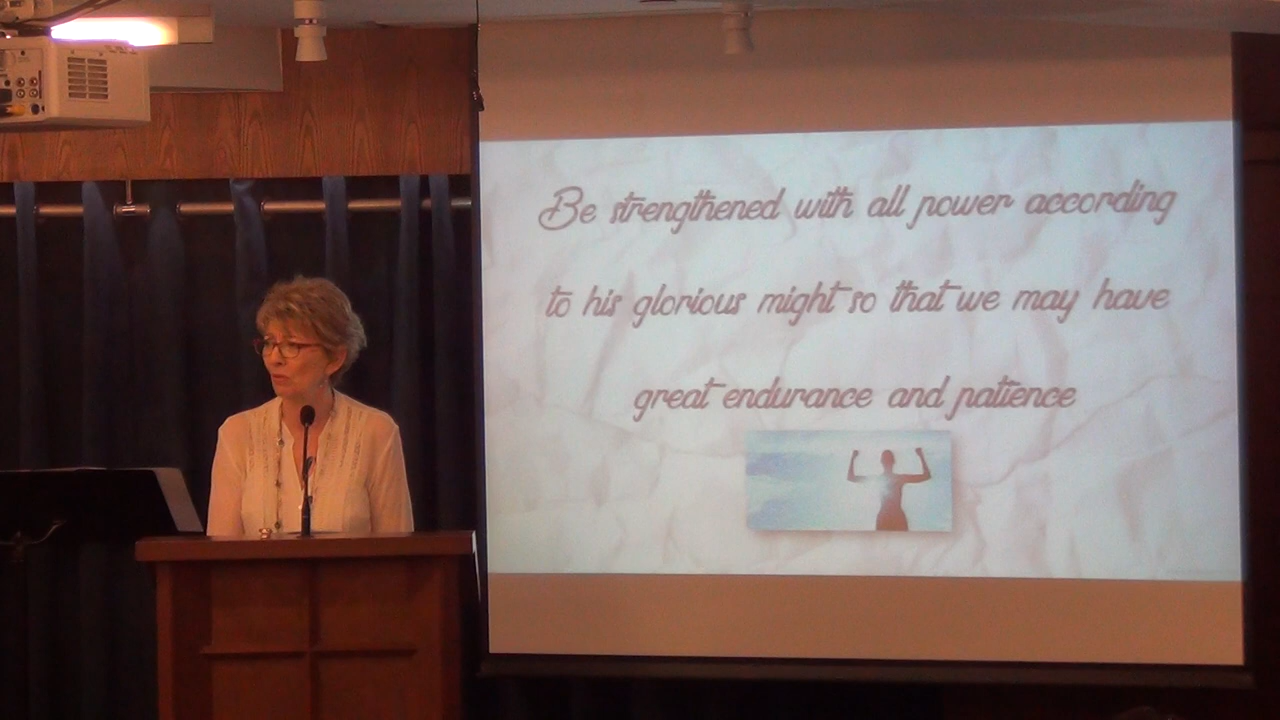 Be strengthened with all power according
to his glorious might so that we may have
great endurance and patience